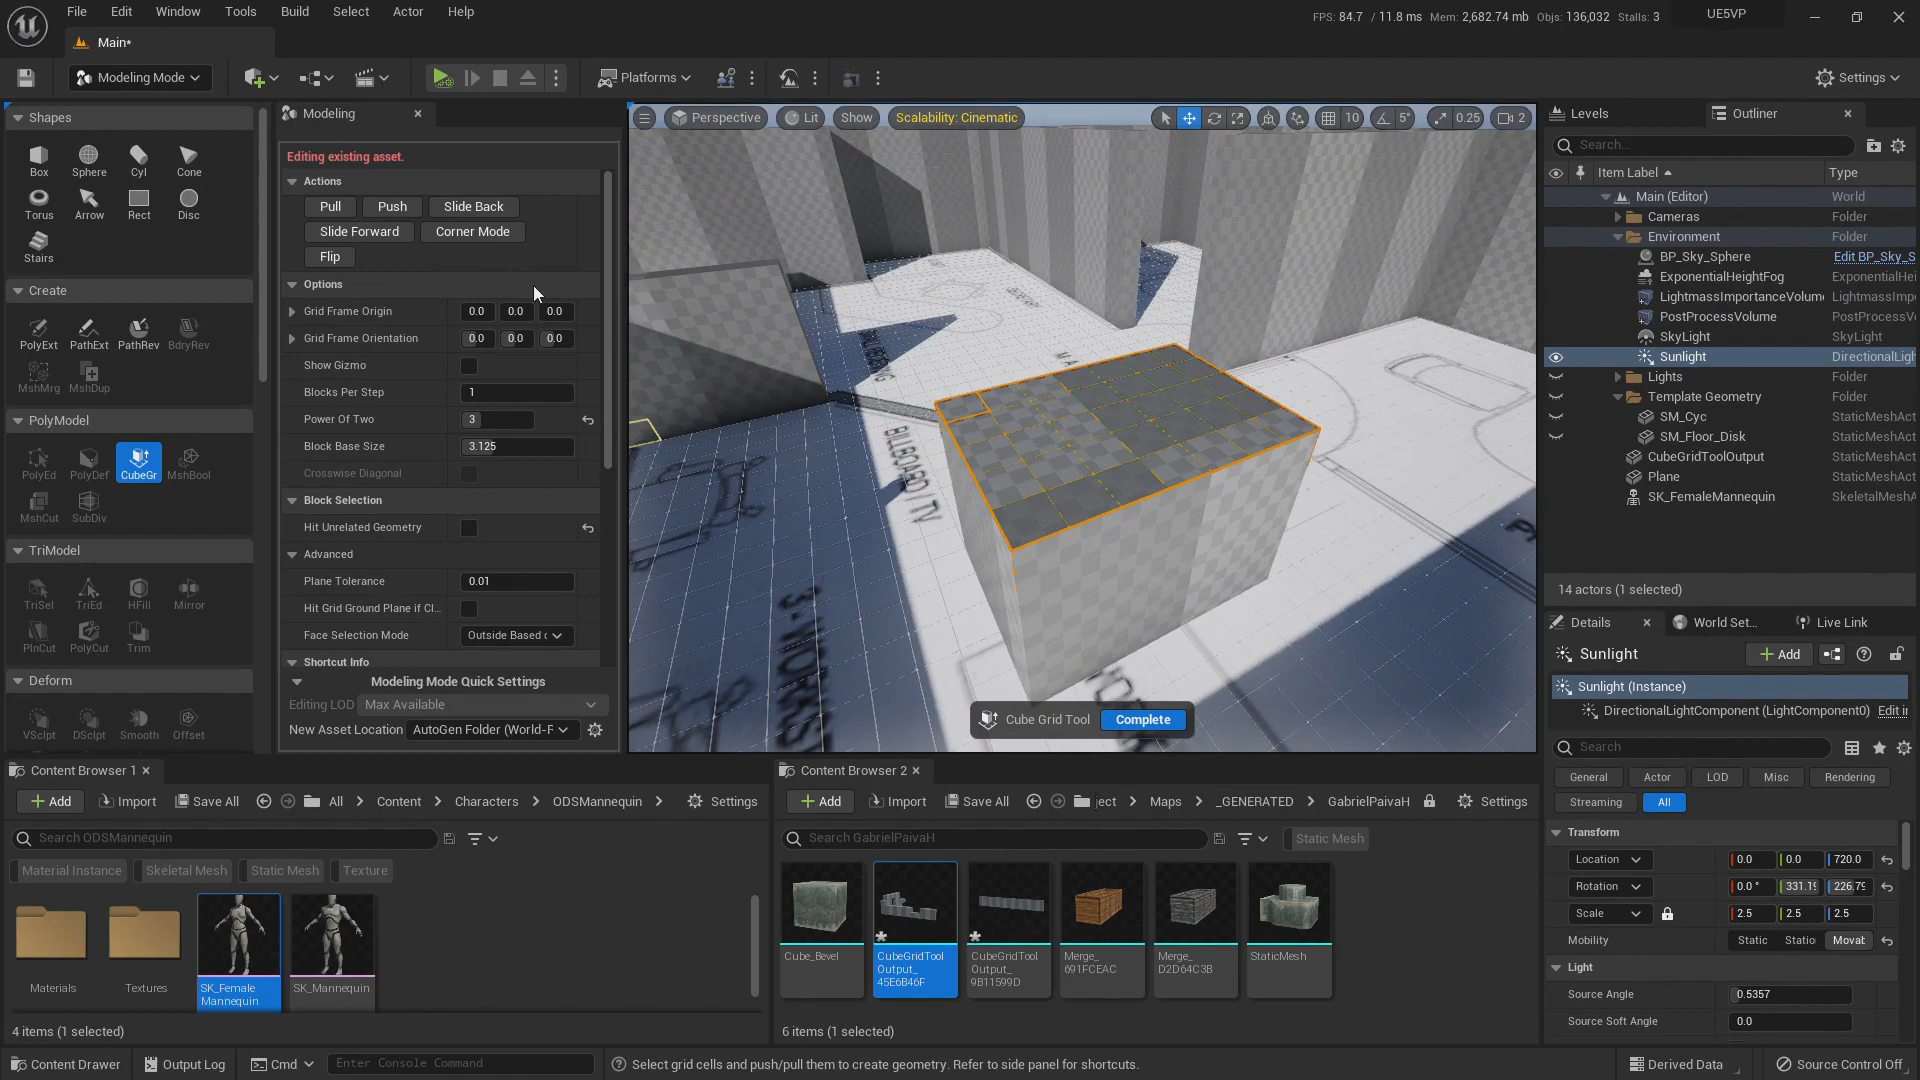 File Edit Window Tools Build Select Actor Help
FPS: 84.7 / 11.8 ms Mem: 2,682.74 mb Objs: 136,032 Stalls: 3
UE5VP
Main*
Modeling Mode
Platforms
Settings
Shapes
Box Sphere Cyl Cone
Torus Arrow Rect Disc
Stairs
Create
PolyExt PathExt PathRev BdryRev
MshMrg MshDup
PolyModel
PolyEd PolyDef CubeGr MshBool
MshCut SubDiv
TriModel
TriSel TriEd HFill Mirror
PlnCut PolyCut Trim
Deform
VSclpt DSclpt Smooth Offset
Modeling
Editing existing asset.
Actions
Pull Push Slide Back
Slide Forward Corner Mode
Flip
Options
Grid Frame Origin 0.0 0.0 0.0
Grid Frame Orientation 0.0 0.0 0.0
Show Gizmo
Blocks Per Step 1
Power Of Two 3
Block Base Size 3.125
Crosswise Diagonal
Block Selection
Hit Unrelated Geometry
Advanced
Plane Tolerance 0.01
Hit Grid Ground Plane if Cl...
Face Selection Mode Outside Based
Shortcut Info
Modeling Mode Quick Settings
Editing LOD Max Available
New Asset Location AutoGen Folder (World-F
Perspective Lit Show Scalability: Cinematic
10 5° 0.25 2
BILLBOARD / TV
Cube Grid Tool Complete
Levels Outliner
Search...
Item Label Type
Main (Editor) World
Cameras Folder
Environment Folder
BP_Sky_Sphere Edit BP_Sky_S
ExponentialHeightFog ExponentialHe
LightmassImportanceVolume LightmassImp
PostProcessVolume PostProcessV
SkyLight SkyLight
Sunlight DirectionalLigh
Lights Folder
Template Geometry Folder
SM_Cyc StaticMeshAct
SM_Floor_Disk StaticMeshAct
CubeGridToolOutput StaticMeshAct
Plane StaticMeshAct
SK_FemaleMannequin SkeletalMeshA
14 actors (1 selected)
Details World Set... Live Link
Sunlight Add
Sunlight (Instance)
DirectionalLightComponent (LightComponent0) Edit in
Search
General Actor LOD Misc Rendering
Streaming All
Transform
Location 0.0 0.0 720.0
Rotation 0.0° 331.19 226.79
Scale 2.5 2.5 2.5
Mobility Static Statio Movab
Light
Source Angle 0.5357
Source Soft Angle 0.0
Content Browser 1
Add Import Save All All Content Characters ODSMannequin Settings
Search ODSMannequin
Material Instance Skeletal Mesh Static Mesh Texture
Materials Textures SK_Female Mannequin SK_Mannequin
4 items (1 selected)
Content Browser 2
Add Import Save All ject Maps _GENERATED GabrielPaivaH Settings
Search GabrielPaivaH
Static Mesh
Cube_Bevel CubeGridTool CubeGridTool Merge_ Merge_ StaticMesh
Output_ Output_ 691FCEAC D2D64C3B
45E6B46F 9B11599D
6 items (1 selected)
Content Drawer Output Log Cmd Enter Console Command
Select grid cells and push/pull them to create geometry. Refer to side panel for shortcuts.
Derived Data Source Control Off